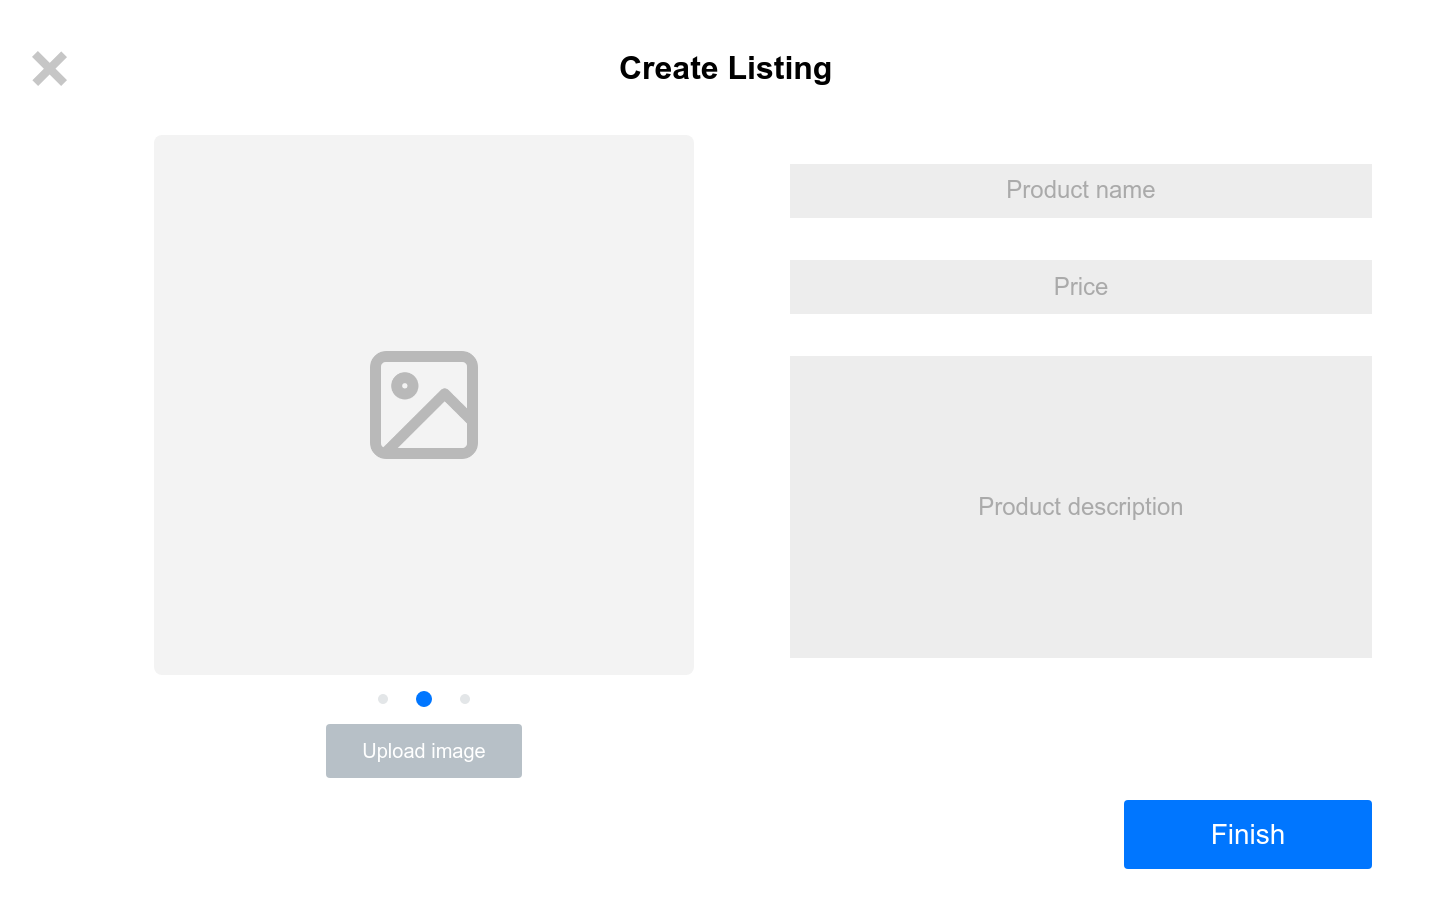 Create Listing
Product name
Price
Product description
Upload image
Finish